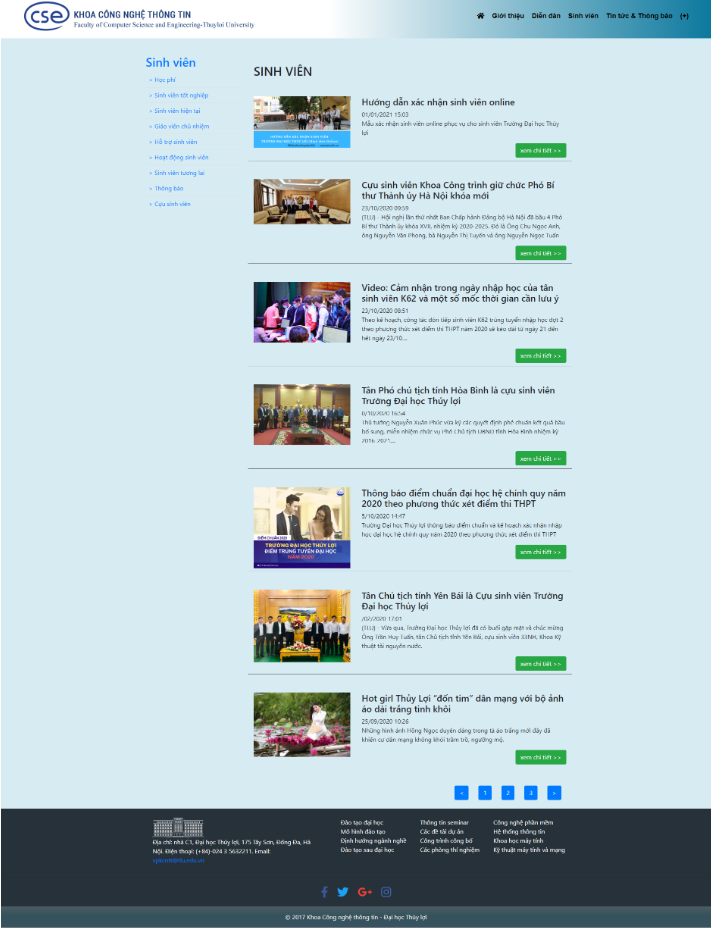 cse KHOA CÔNG NGHỆ THÔNG TIN
Faculty of Computer Science and Engineering-Thuyloi University
Giới thiệu Diễn đàn Sinh viên Tin tức & Thông báo (+)
Sinh viên
» Học phí
» Sinh viên tốt nghiệp
» Sinh viên hiện tại
» Giáo viên chủ nhiệm
» Hỗ trợ sinh viên
» Hoạt động sinh viên
» Sinh viên tương lai
» Thông báo
» Cựu sinh viên
SINH VIÊN
Hướng dẫn xác nhận sinh viên online
01/01/2021 15:03
Mẫu xác nhận sinh viên online phục vụ cho sinh viên Trường Đại học Thủy
lợi
xem chi tiết >>
Cựu sinh viên Khoa Công trình giữ chức Phó Bí
thư Thành ủy Hà Nội khóa mới
23/10/2020 09:59
(TLU) - Hội nghị lần thứ nhất Ban Chấp hành Đảng bộ Hà Nội đã bầu 4 Phó
Bí thư Thành ủy khóa XVII, nhiệm kỳ 2020-2025. Đó là Ông Chu Ngọc Anh,
ông Nguyễn Văn Phong, bà Nguyễn Thị Tuyến và ông Nguyễn Ngọc Tuấn
xem chi tiết >>
Video: Cảm nhận trong ngày nhập học của tân
sinh viên K62 và một số mốc thời gian cần lưu ý
23/10/2020 08:51
Theo kế hoạch, công tác đón tiếp sinh viên K62 trúng tuyển nhập học đợt 2
theo phương thức xét điểm thi THPT năm 2020 sẽ kéo dài từ ngày 21 đến
hết ngày 23/10....
xem chi tiết >>
Tân Phó chủ tịch tỉnh Hòa Bình là cựu sinh viên
Trường Đại học Thủy lợi
8/10/2020 16:54
Thủ tướng Nguyễn Xuân Phúc vừa ký các quyết định phê chuẩn kết quả bầu
bổ sung, miễn nhiệm chức vụ Phó Chủ tịch UBND tỉnh Hòa Bình nhiệm kỳ
2016-2021....
xem chi tiết >>
ĐIỂM CHUẨN 2020
TRƯỜNG ĐẠI HỌC THỦY LỢI
ĐIỂM TRÚNG TUYỂN ĐẠI HỌC
NĂM 2020
Thông báo điểm chuẩn đại học hệ chính quy năm
2020 theo phương thức xét điểm thi THPT
5/10/2020 14:47
Trường Đại học Thủy lợi thông báo điểm chuẩn và kế hoạch xác nhận nhập
học đại học hệ chính quy năm 2020 theo phương thức xét điểm thi THPT
xem chi tiết >>
Tân Chủ tịch tỉnh Yên Bái là Cựu sinh viên Trường
Đại học Thủy lợi
/02/2020 17:01
(TLU) - Vừa qua, Trường Đại học Thủy lợi đã có buổi gặp mặt và chúc mừng
Ông Trần Huy Tuấn, tân Chủ tịch tỉnh Yên Bái, cựu sinh viên 33NH, Khoa Kỹ
thuật tài nguyên nước.
xem chi tiết >>
Hot girl Thủy Lợi “đốn tim” dân mạng với bộ ảnh
áo dài trắng tinh khôi
25/09/2020 10:26
Những hình ảnh Hồng Ngọc duyên dáng trong tà áo trắng mới đây đã
khiến cư dân mạng không khỏi trầm trồ, ngưỡng mộ.
xem chi tiết >>
< 1 2 3 >
Địa chỉ: nhà C1, Đại học Thủy lợi, 175 Tây Sơn, Đống Đa, Hà
Nội. Điện thoại: (+84)-024 3 5632211. Email:
Đào tạo đại học
Mô hình đào tạo
Định hướng ngành nghề
Đào tạo sau đại học
Thông tin seminar
Các đề tài dự án
Công trình công bố
Các phòng thí nghiệm
Công nghệ phần mềm
Hệ thống thông tin
Khoa học máy tính
Kỹ thuật máy tính và mạng
© 2017 Khoa Công nghệ thông tin - Đại học Thủy lợi